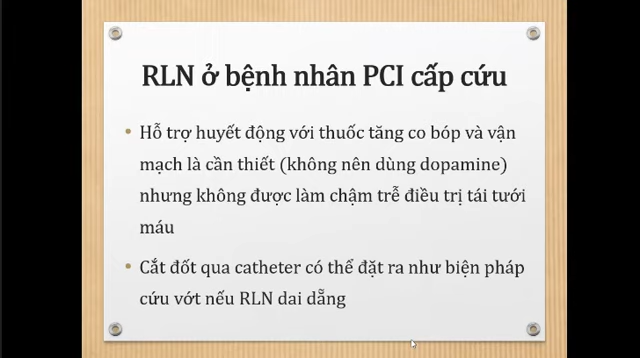 RLN ở bệnh nhân PCI cấp cứu
• Hỗ trợ huyết động với thuốc tăng co bóp và vận
mạch là cần thiết (không nên dùng dopamine)
nhưng không được làm chậm trễ điều trị tái tưới
máu
• Cắt đốt qua catheter có thể đặt ra như biện pháp
cứu vớt nếu RLN dai dẵng